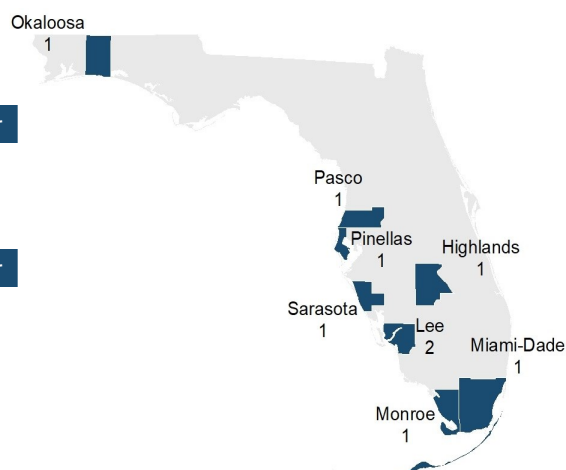 Okaloosa
1
Pasco
1
Pinellas
1
Highlands
1
Sarasota
1
Lee
2
Miami-Dade
1
Monroe
1